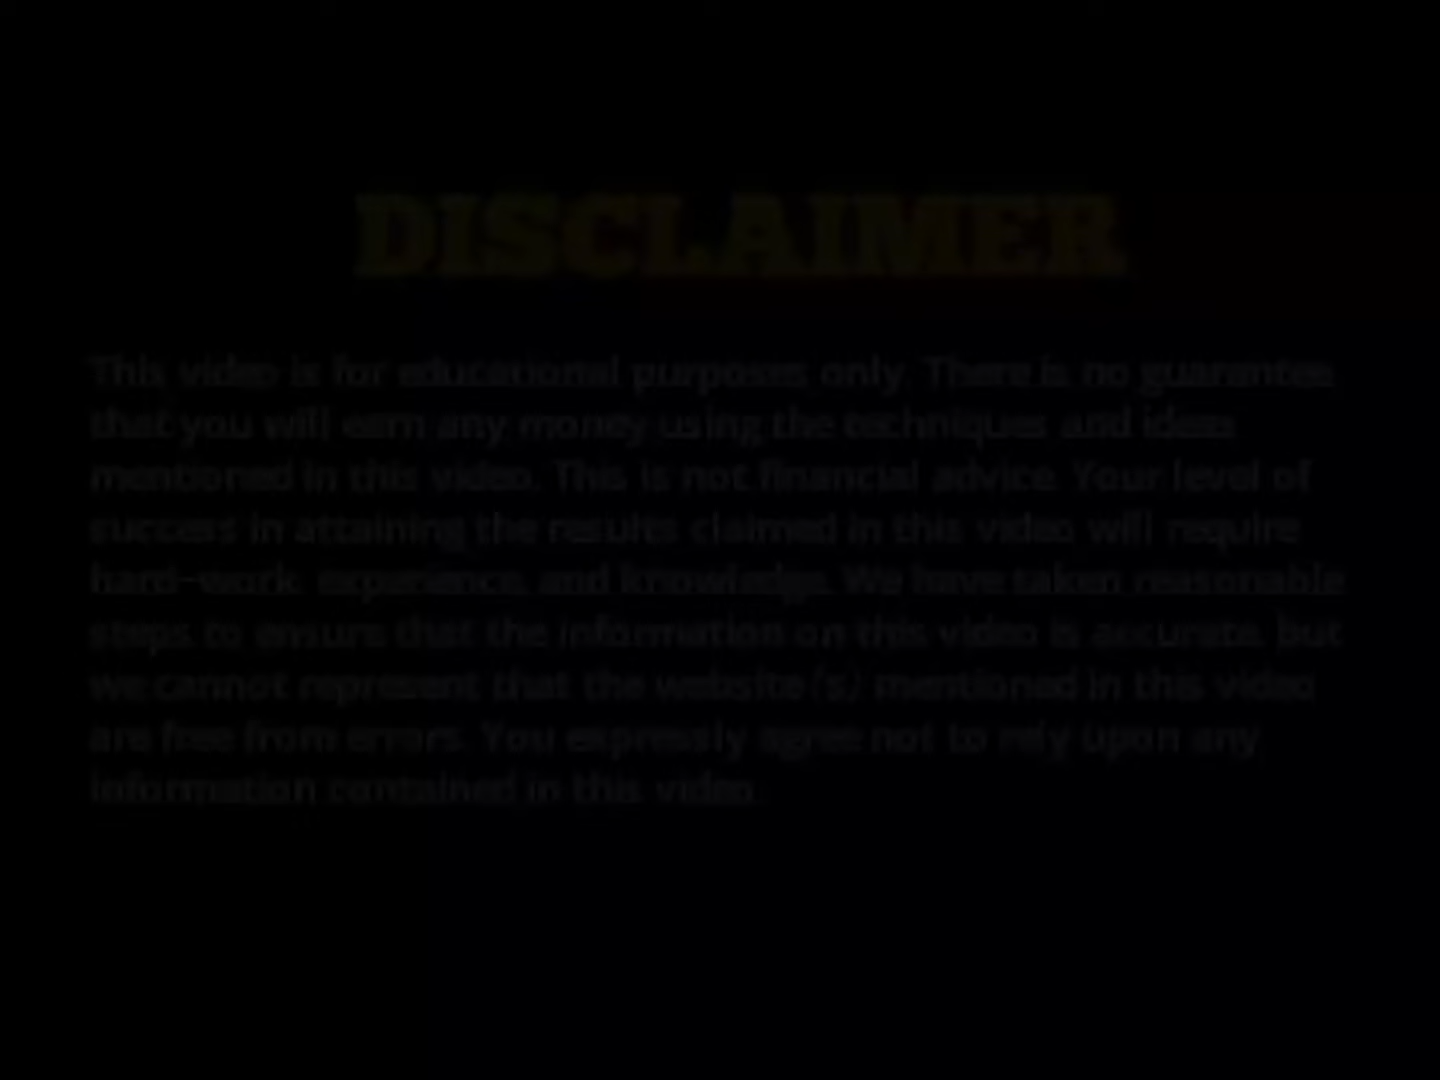 DISCLAIMER
This video is for educational purposes only. There is no guarantee
that you will earn any money using the techniques and ideas
mentioned in this video. This is not financial advice. Your level of
success in attaining the results claimed in this video will require
hard-work, experience, and knowledge. We have taken reasonable
steps to ensure that the information on this video is accurate, but
we cannot represent that the website(s) mentioned in this video
are free from errors. You expressly agree not to rely upon any
information contained in this video.